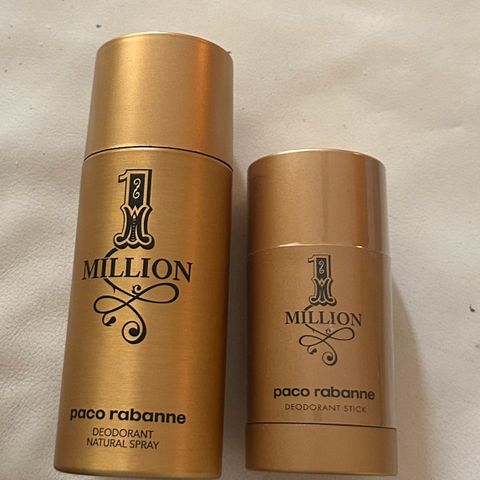 1
MILLION
paco rabanne
DEODORANT
NATURAL SPRAY
1
MILLION
paco rabanne
DEODORANT STICK